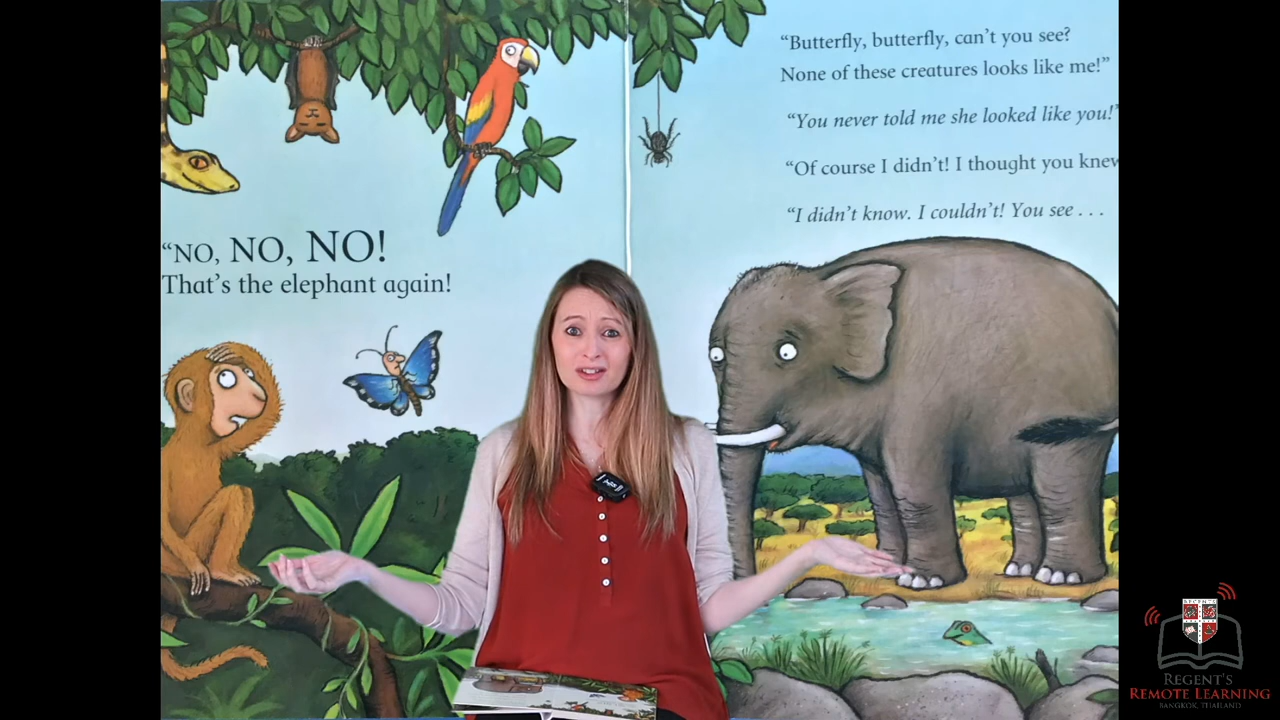 “NO, NO, NO!
That’s the elephant again!
“Butterfly, butterfly, can’t you see?
None of these creatures looks like me!”
“You never told me she looked like you!”
“Of course I didn’t! I thought you knew
“I didn’t know. I couldn’t! You see . . .
REGENT'S
REMOTE LEARNING
BANGKOK, THAILAND